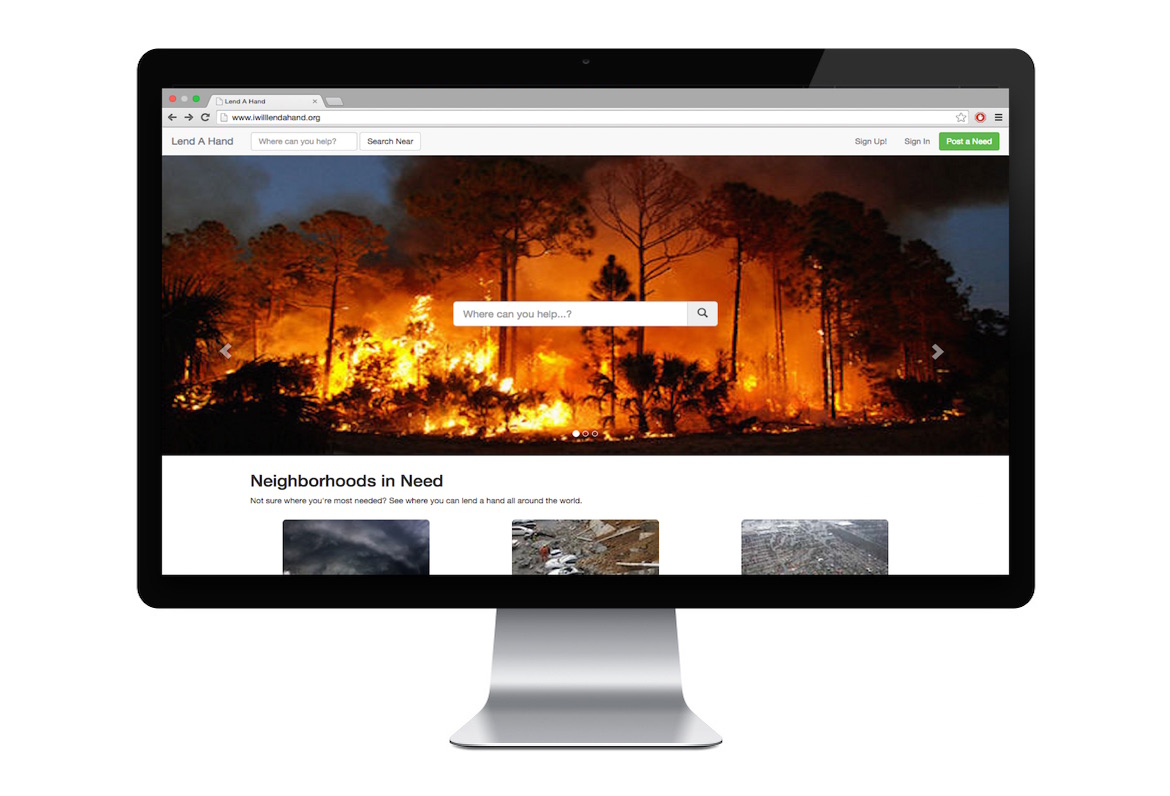 Lend A Hand
www.iwilllendahand.org
Lend A Hand
Where can you help?
Search Near
Sign Up!
Sign In
Post a Need
Where can you help...?
Neighborhoods in Need
Not sure where you're most needed? See where you can lend a hand all around the world.